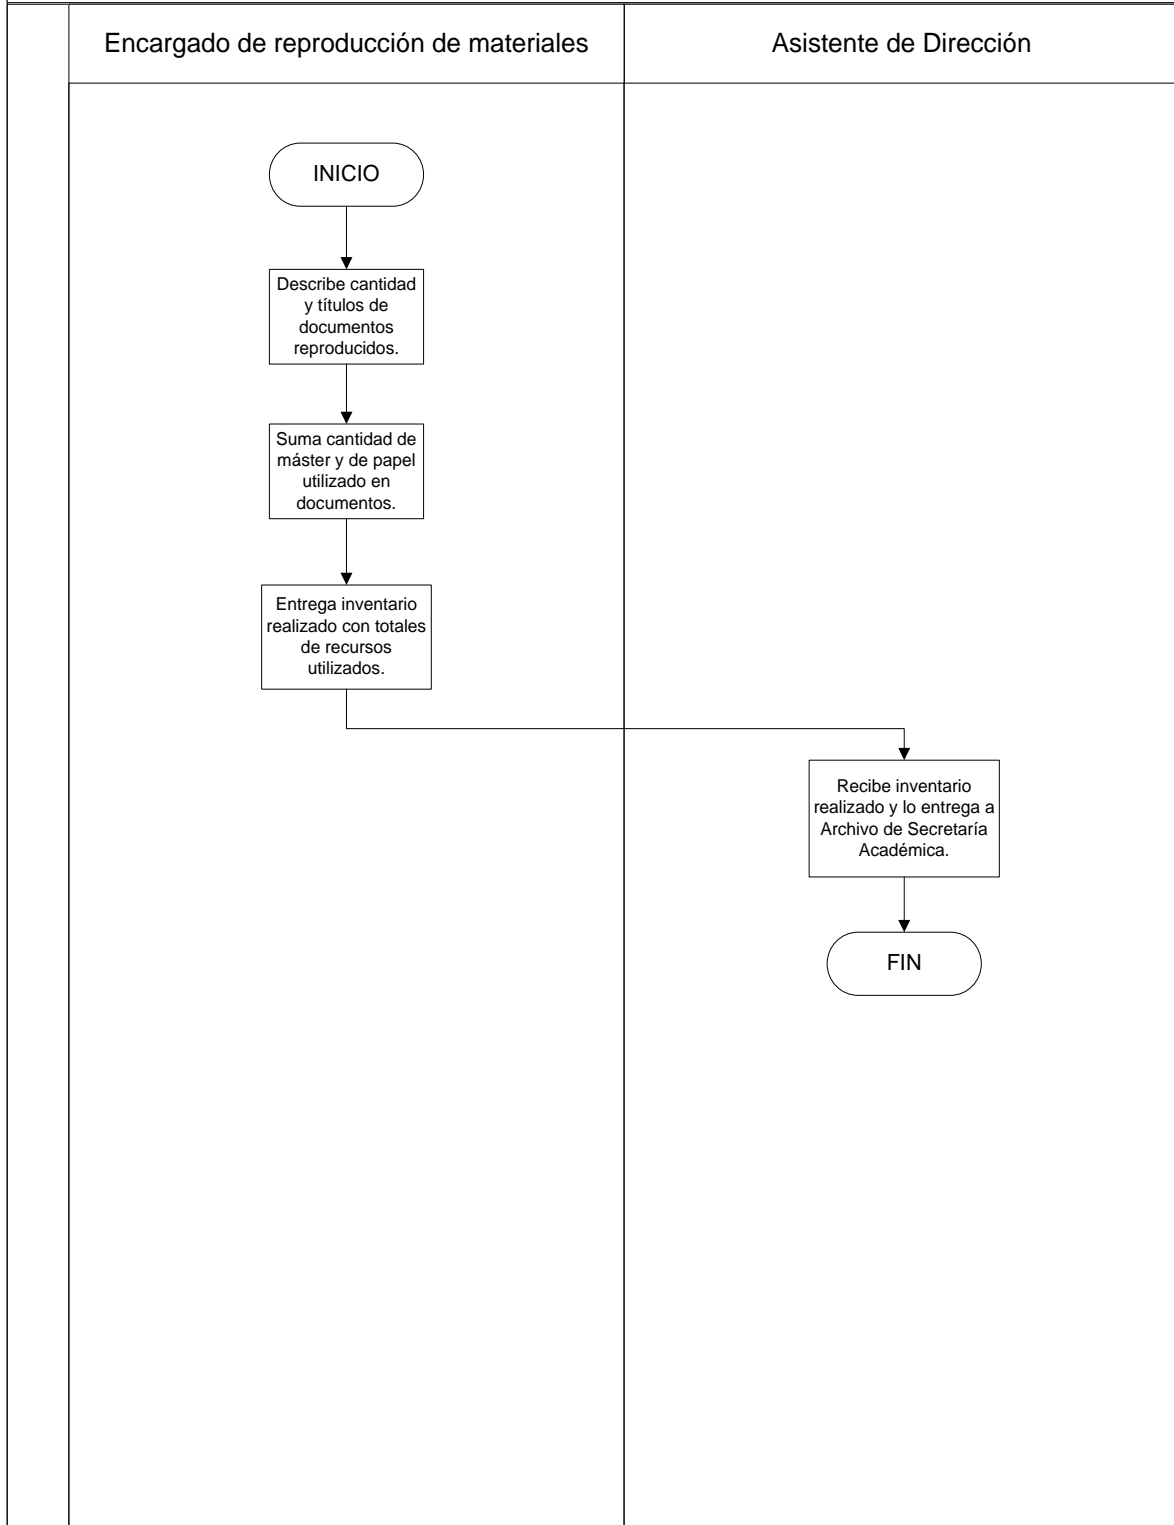 Encargado de reproducción de materiales
Asistente de Dirección
INICIO
Describe cantidad
y títulos de
documentos
reproducidos.
Suma cantidad de
máster y de papel
utilizado en
documentos.
Entrega inventario
realizado con totales
de recursos
utilizados.
Recibe inventario
realizado y lo entrega a
Archivo de Secretaría
Académica.
FIN